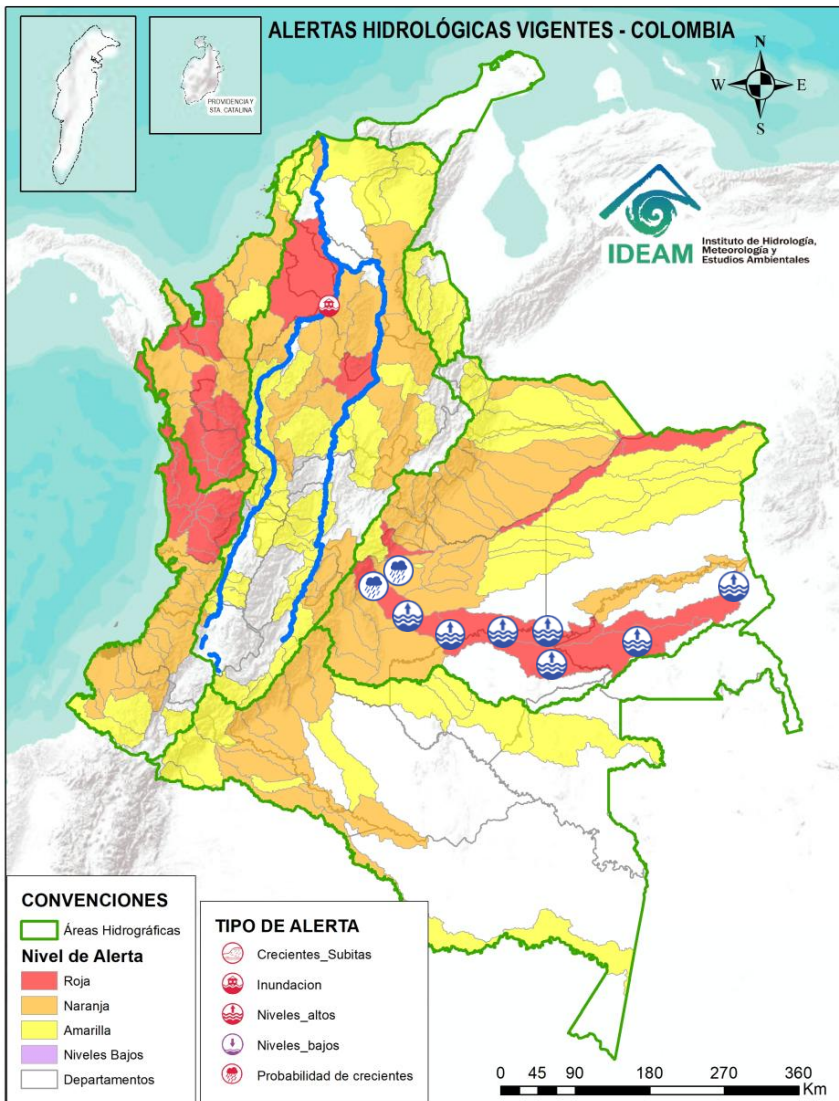 ALERTAS HIDROLÓGICAS VIGENTES - COLOMBIA
PROVIDENCIA Y
STA. CATALINA
N
W E
S
IDEAM
Instituto de Hidrología,
Meteorología y
Estudios Ambientales
CONVENCIONES
Áreas Hidrográficas
Nivel de Alerta
Roja
Naranja
Amarilla
Niveles Bajos
Departamentos
TIPO DE ALERTA
Crecientes_Subitas
Inundacion
Niveles_altos
Niveles_bajos
Probabilidad de crecientes
0 45 90 180 270 360
Km